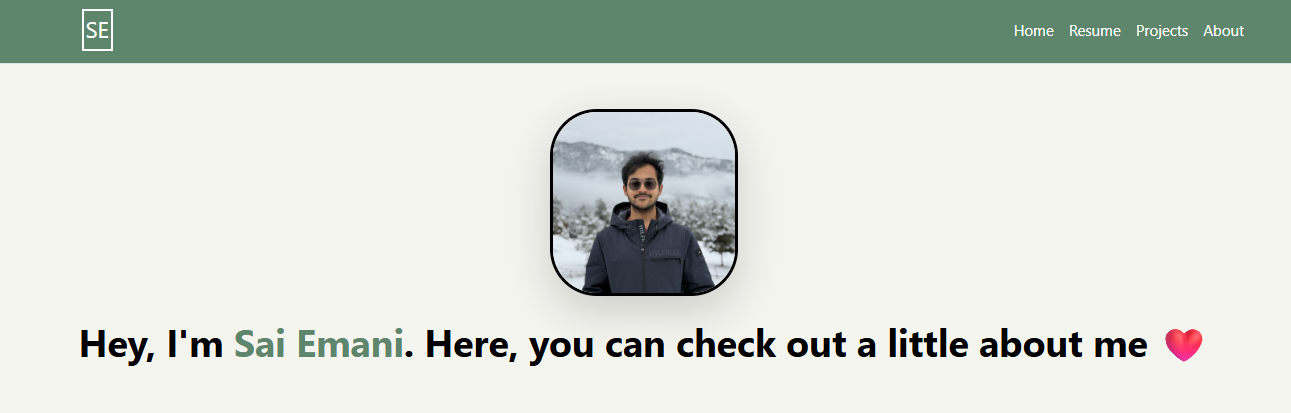 SE
Home Resume Projects About
Hey, I'm Sai Emani. Here, you can check out a little about me